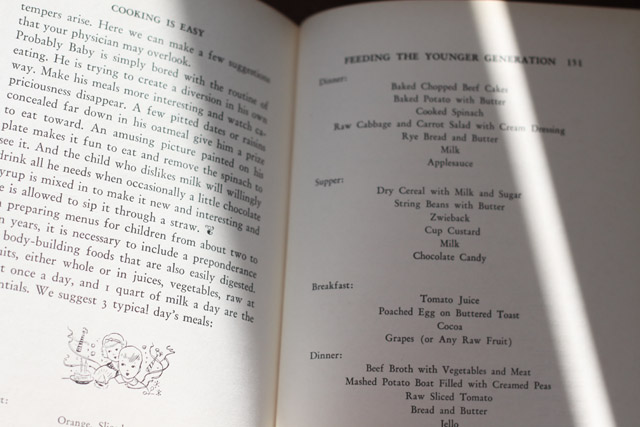 COOKING IS EASY
tempers arise. Here we can make a few suggestions
that your physician may overlook.
Probably Baby is simply bored with the routine of
eating. He is trying to create a diversion in his own
way. Make his meals more interesting and watch ca-
priciousness disappear. A few pitted dates or raisins
concealed far down in his oatmeal give him a prize
to eat toward. An amusing picture painted on his
plate makes it fun to eat and remove the spinach to
see it. And the child who dislikes milk will willingly
drink all he needs when occasionally a little chocolate
syrup is mixed in to make it new and interesting and
e is allowed to sip it through a straw.
preparing menus for children from about two to
n years, it is necessary to include a preponderance
body-building foods that are also easily digested.
uits, either whole or in juices, vegetables, raw at
t once a day, and 1 quart of milk a day are the
ntials. We suggest 3 typical day's meals:
t:
Orange, Slic
FEEDING THE YOUNGER GENERATION 151
Dinner:
Baked Chopped Beef Cakes
Baked Potato with Butter
Cooked Spinach
Raw Cabbage and Carrot Salad with Cream Dressing
Rye Bread and Butter
Milk
Applesauce
Supper:
Dry Cereal with Milk and Sugar
String Beans with Butter
Zwieback
Cup Custard
Milk
Chocolate Candy
Breakfast:
Tomato Juice
Poached Egg on Buttered Toast
Cocoa
Grapes (or Any Raw Fruit)
Dinner:
Beef Broth with Vegetables and Meat
Mashed Potato Boat Filled with Creamed Peas
Raw Sliced Tomato
Bread and Butter
Jello